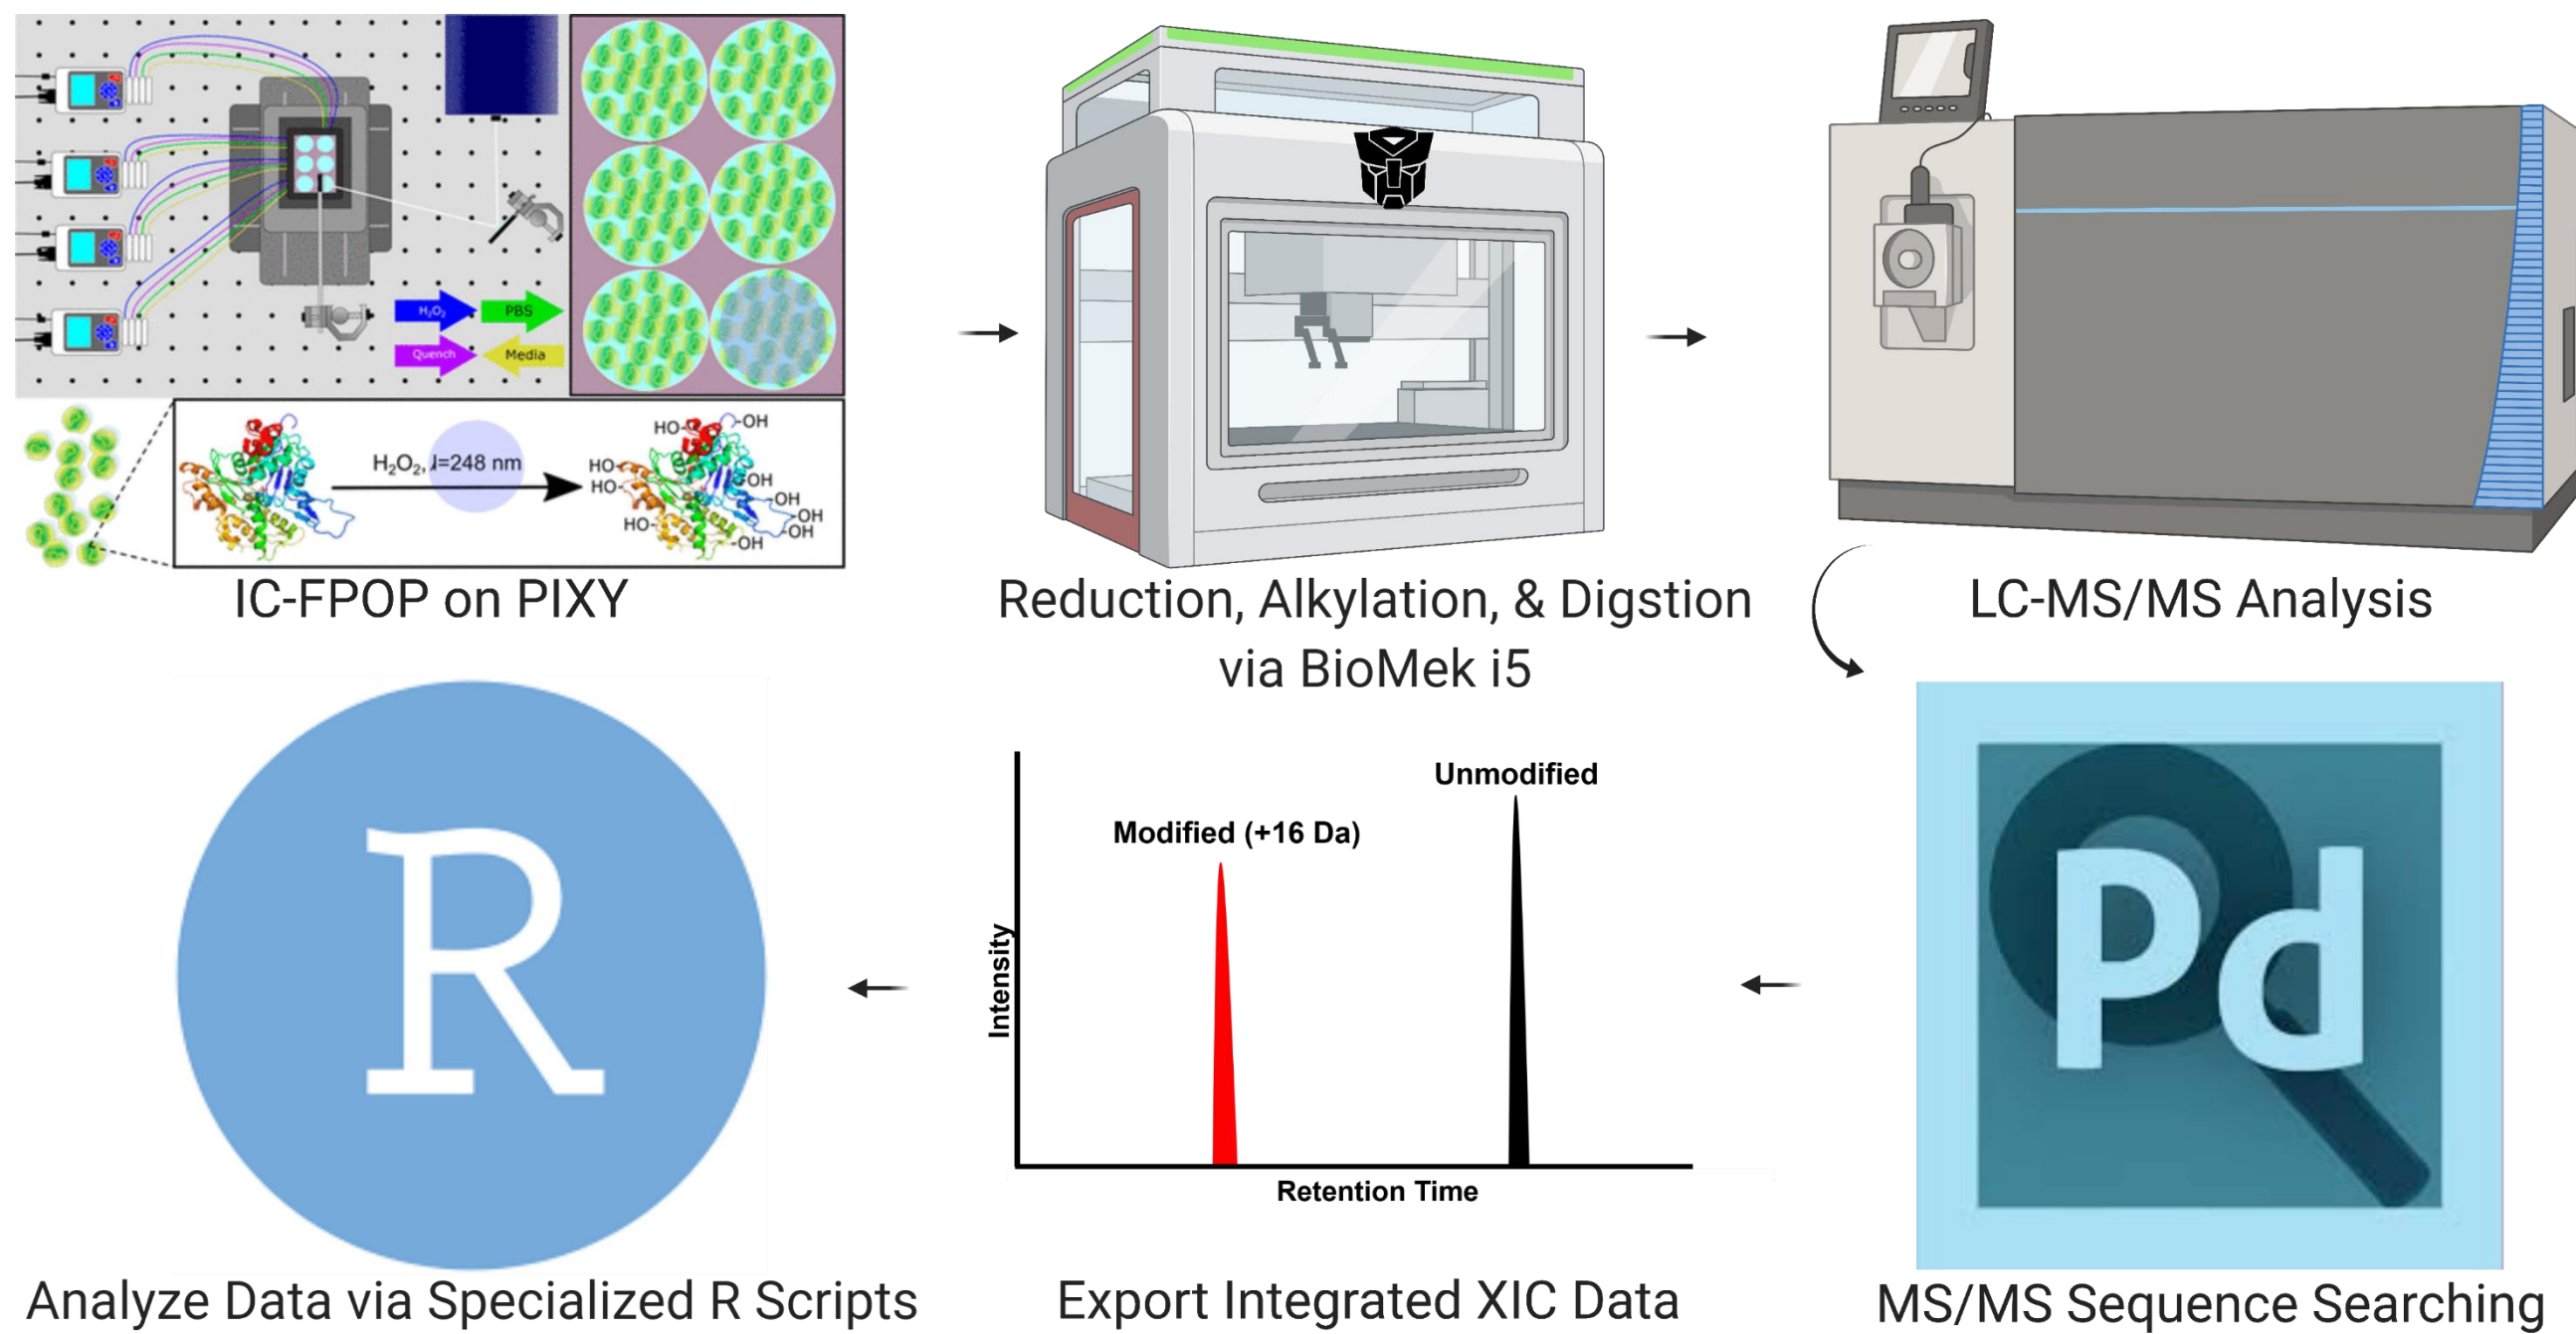 H₂O₂
PBS
Quench
Media
H₂O₂, λ=248 nm
HO
OH
HO
HO
OH
OH
OH
OH
HO
OH
IC-FPOP on PIXY
Reduction, Alkylation, & Digstion
via BioMek i5
LC-MS/MS Analysis
R
Analyze Data via Specialized R Scripts
Unmodified
Modified (+16 Da)
Intensity
Retention Time
Export Integrated XIC Data
Pd
MS/MS Sequence Searching